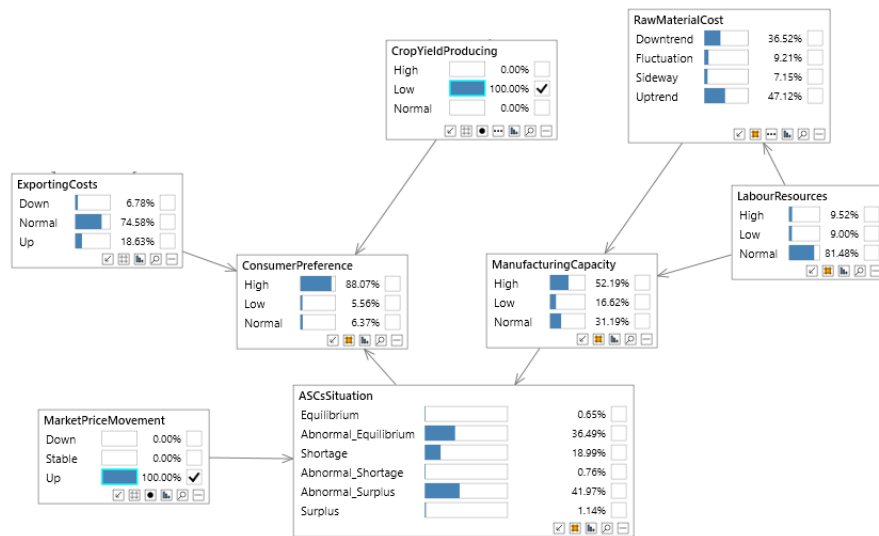 RawMaterialCost
Downtrend 36.52%
Fluctuation 9.21%
Sideway 7.15%
Uptrend 47.12%
CropYieldProducing
High 0.00%
Low 100.00%
Normal 0.00%
ExportingCosts
Down 6.78%
Normal 74.58%
Up 18.63%
LabourResources
High 9.52%
Low 9.00%
Normal 81.48%
ConsumerPreference
High 88.07%
Low 5.56%
Normal 6.37%
ManufacturingCapacity
High 52.19%
Low 16.62%
Normal 31.19%
ASCsSituation
Equilibrium 0.65%
Abnormal_Equilibrium 36.49%
Shortage 18.99%
Abnormal_Shortage 0.76%
Abnormal_Surplus 41.97%
Surplus 1.14%
MarketPriceMovement
Down 0.00%
Stable 0.00%
Up 100.00%